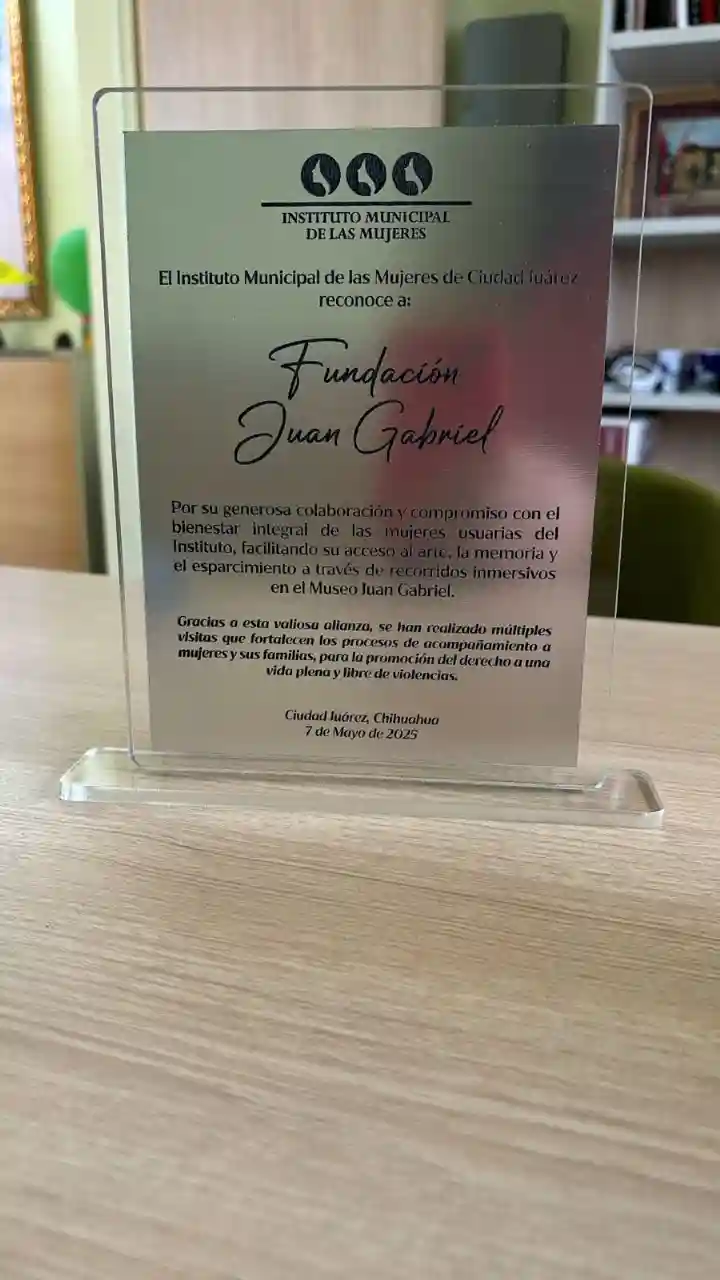 INSTITUTO MUNICIPAL
DE LAS MUJERES
El Instituto Municipal de las Mujeres de Ciudad Juárez
reconoce a:
Fundación
Juan Gabriel
Por su generosa colaboración y compromiso con el
bienestar integral de las mujeres usuarias del
Instituto, facilitando su acceso al arte, la memoria y
el esparcimiento a través de recorridos inmersivos
en el Museo Juan Gabriel.
Gracias a esta valiosa alianza, se han realizado múltiples
visitas que fortalecen los procesos de acompañamiento a
mujeres y sus familias, para la promoción del derecho a una
vida plena y libre de violencias.
Ciudad Juárez, Chihuahua
7 de Mayo de 2025